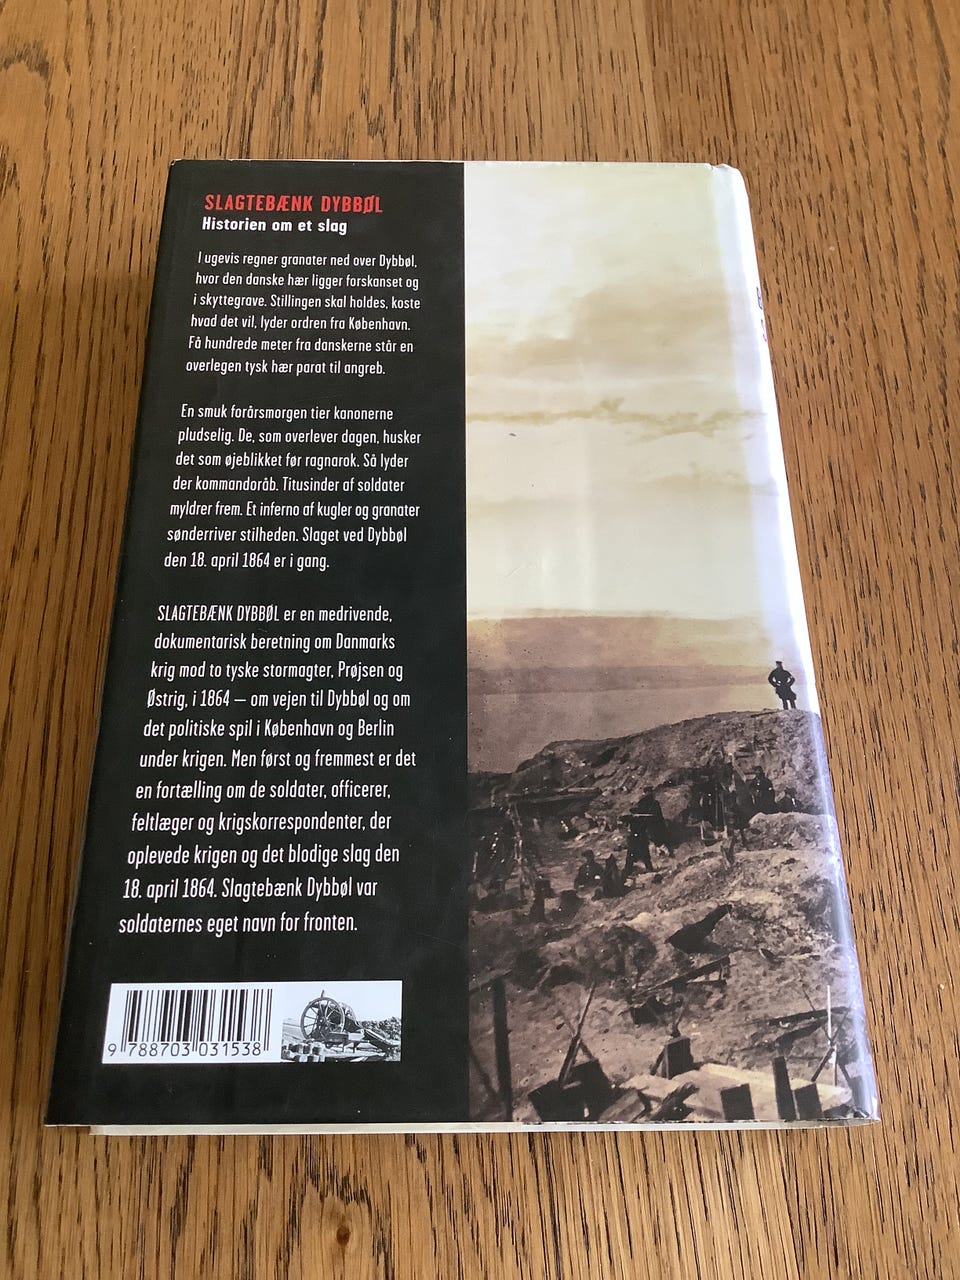 SLAGTEBÆNK DYBBØL
Historien om et slag
I ugevis regner granater ned over Dybbøl,
hvor den danske hær ligger forskanset og
i skyttegrave. Stillingen skal holdes, koste
hvad det vil, lyder ordren fra København.
Få hundrede meter fra danskerne står en
overlegen tysk hær parat til angreb.
En smuk forårsmorgen tier kanonerne
pludselig. De, som overlever dagen, husker
det som øjeblikket før ragnarok. Så lyder
der kommandoråb. Titusinder af soldater
myldrer frem. Et inferno af kugler og granater
sønderriver stilheden. Slaget ved Dybbøl
den 18. april 1864 er i gang.
SLAGTEBÆNK DYBBØL er en medrivende,
dokumentarisk beretning om Danmarks
krig mod to tyske stormagter, Prøjsen og
Østrig, i 1864 – om vejen til Dybbøl og om
det politiske spil i København og Berlin
under krigen. Men først og fremmest er det
en fortælling om de soldater, officerer,
feltlæger og krigskorrespondenter, der
oplevede krigen og det blodige slag den
18. april 1864. Slagtebænk Dybbøl var
soldaternes eget navn for fronten.
9 788703 031538